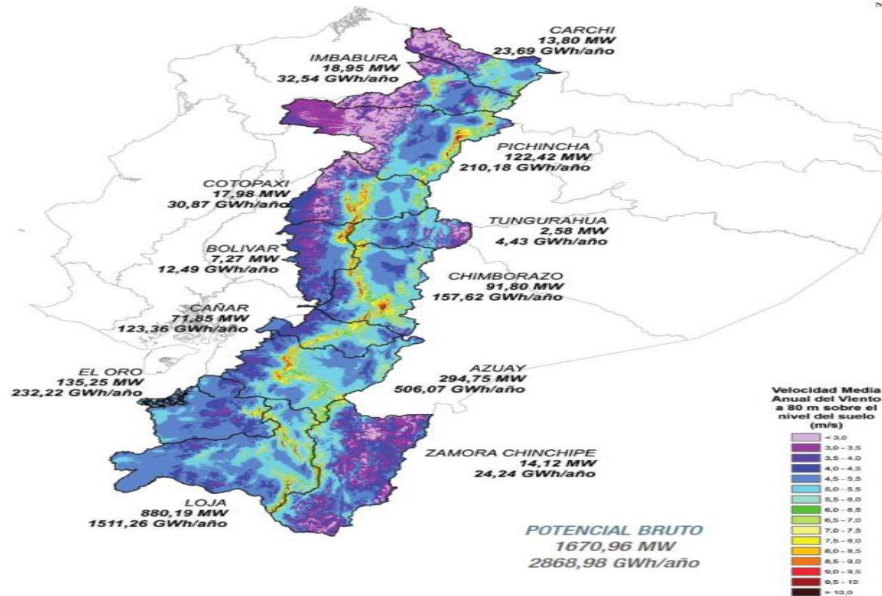 CARCHI
13,80 MW
23,69 GWh/año
IMBABURA
18,95 MW
32,54 GWh/año
PICHINCHA
122,42 MW
210,18 GWh/año
COTOPAXI
17,98 MW
30,87 GWh/año
TUNGURAHUA
2,58 MW
4,43 GWh/año
BOLIVAR
7,27 MW
12,49 GWh/año
CHIMBORAZO
91,80 MW
157,62 GWh/año
CAÑAR
71,85 MW
123,36 GWh/año
EL ORO
135,25 MW
232,22 GWh/año
AZUAY
294,75 MW
506,07 GWh/año
ZAMORA CHINCHIPE
14,12 MW
24,24 GWh/año
LOJA
880,19 MW
1511,26 GWh/año
POTENCIAL BRUTO
1670,96 MW
2868,98 GWh/año
Velocidad Media
Anual del Viento
a 80 m sobre el
nivel del suelo
(m/s)
< 3,0
3,0 - 3,5
3,5 - 4,0
4,0 - 4,5
4,5 - 5,0
5,0 - 5,5
5,5 - 6,0
6,0 - 6,5
6,5 - 7,0
7,0 - 7,5
7,5 - 8,0
8,0 - 8,5
8,5 - 9,0
9,0 - 9,5
9,5 - 10
> 10,0